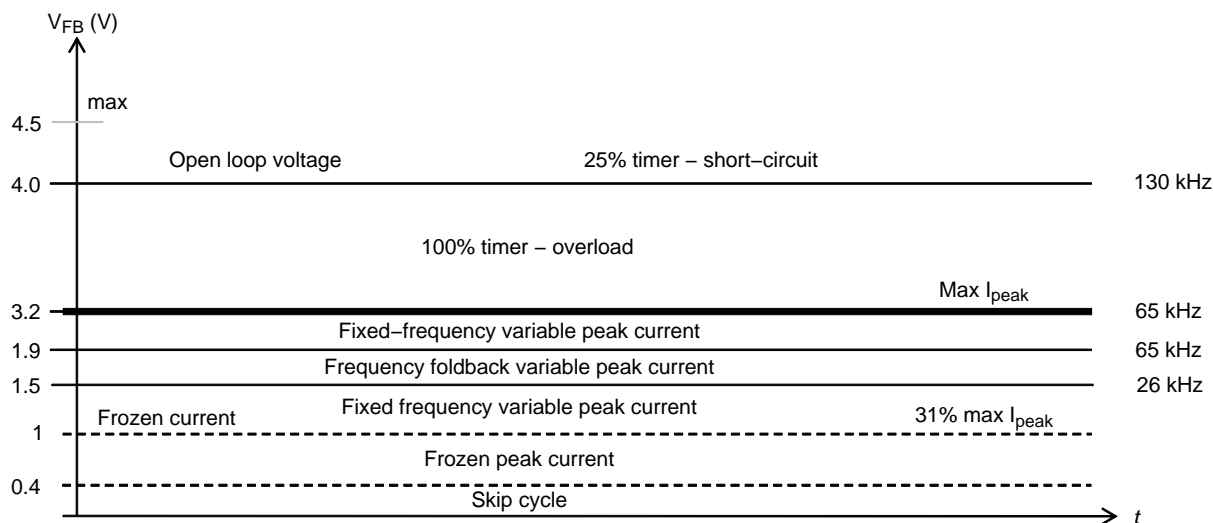 V_FB (V)
max
4.5
Open loop voltage 25% timer − short−circuit
4.0 130 kHz
100% timer − overload
Max I_peak
3.2 65 kHz
Fixed−frequency variable peak current
1.9 65 kHz
Frequency foldback variable peak current
1.5 26 kHz
Fixed frequency variable peak current
Frozen current 31% max I_peak
1
Frozen peak current
0.4
Skip cycle
t